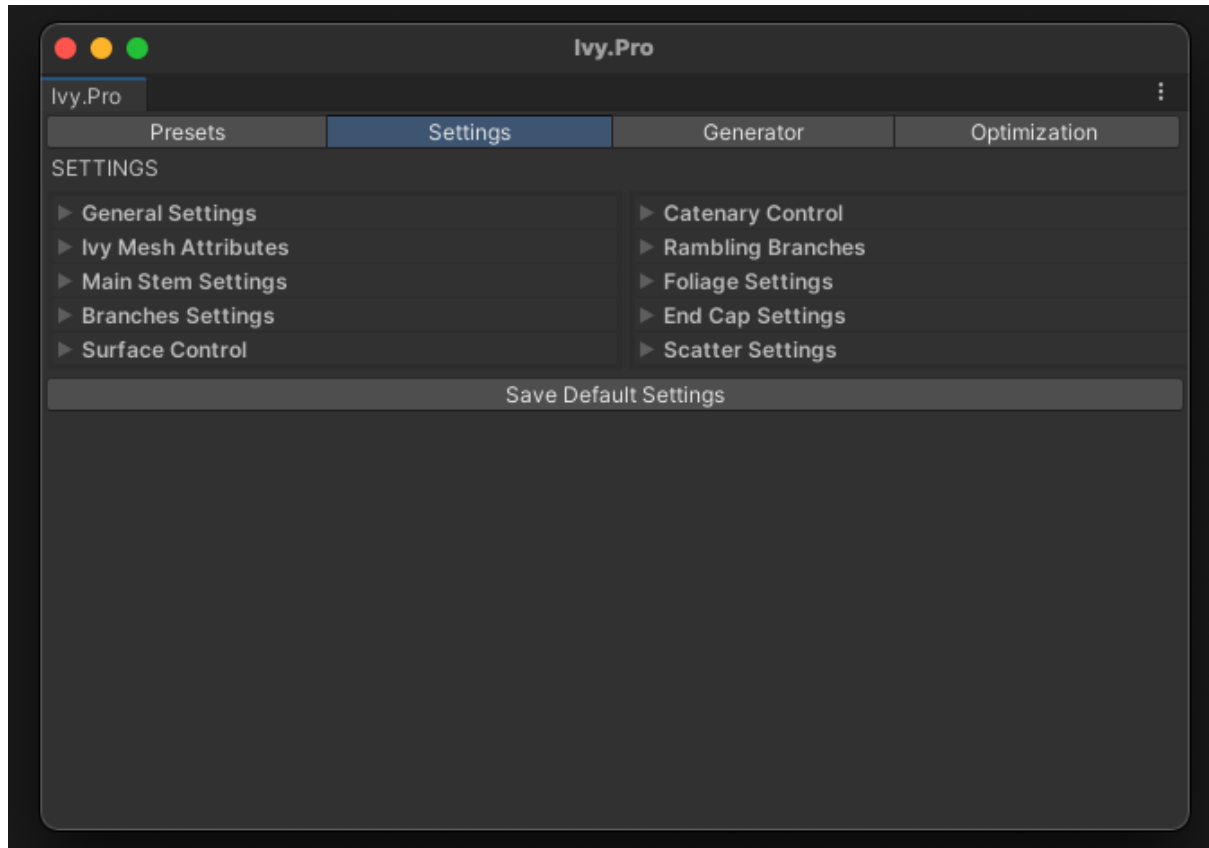 Ivy.Pro
Ivy.Pro
Presets Settings Generator Optimization
SETTINGS
General Settings
Ivy Mesh Attributes
Main Stem Settings
Branches Settings
Surface Control
Catenary Control
Rambling Branches
Foliage Settings
End Cap Settings
Scatter Settings
Save Default Settings